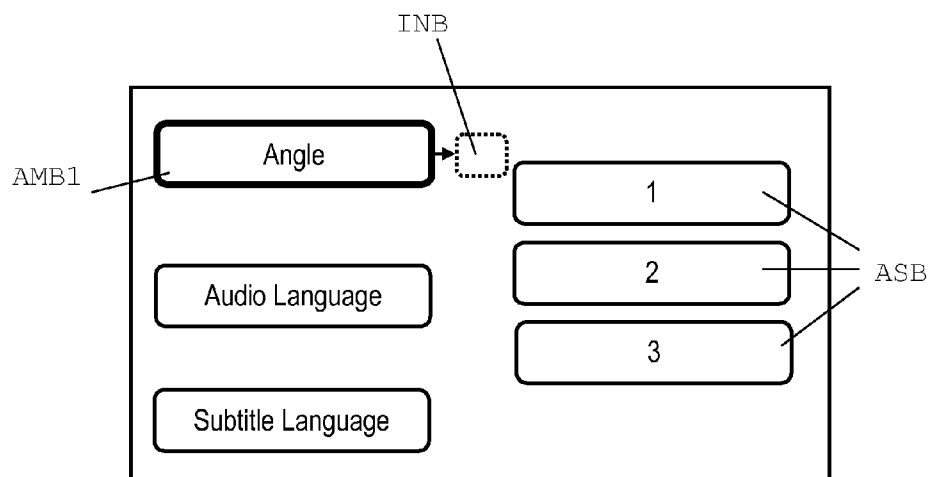 INB
Angle
AMB1
1
2
ASB
Audio Language
3
Subtitle Language